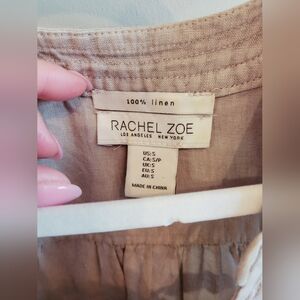 100% linen
RACHEL ZOE
LOS ANGELES NEW YORK
US:S
CA:S/P
UK:S
EU:S
AU:S
MADE IN CHINA